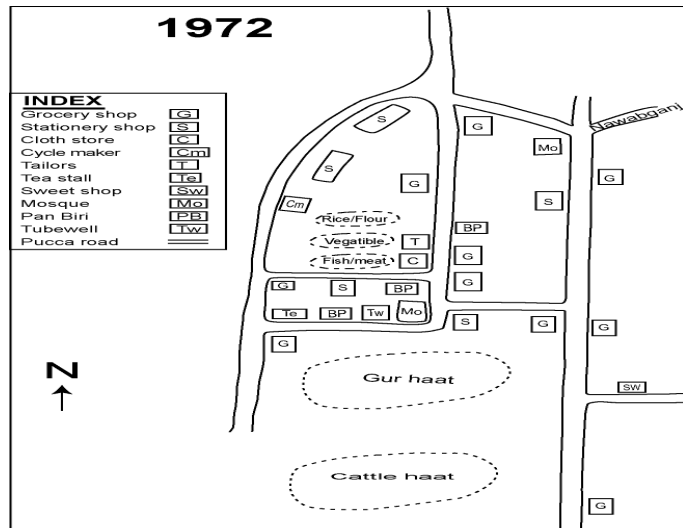 1972
INDEX
Grocery shop G
Stationery shop S
Cloth store C
Cycle maker Cm
Tailors T
Tea stall Te
Sweet shop Sw
Mosque Mo
Pan Biri PB
Tubewell Tw
Pucca road
Nawabganj
S
G
Mo
S
G
G
Cm
S
Rice/Flour
BP
Vegatible T
G
Fish/meat C
G
G
S
BP
Te
BP
Tw
Mo
S
G
G
G
N
Gur haat
SW
Cattle haat
G